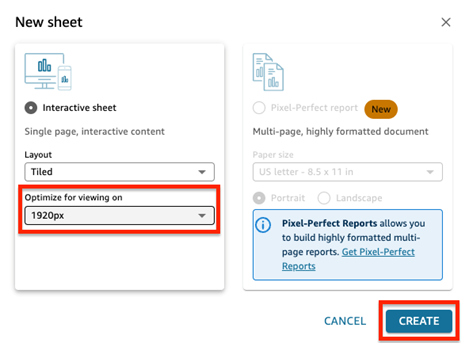 New sheet
Interactive sheet
Single page, interactive content
Layout
Tiled
Optimize for viewing on
1920px
Pixel-Perfect report
New
Multi-page, highly formatted document
Paper size
US letter - 8.5 x 11 in
Portrait
Landscape
Pixel-Perfect Reports allows you
to build highly formatted multi-
page reports. Get Pixel-Perfect
Reports
CANCEL
CREATE